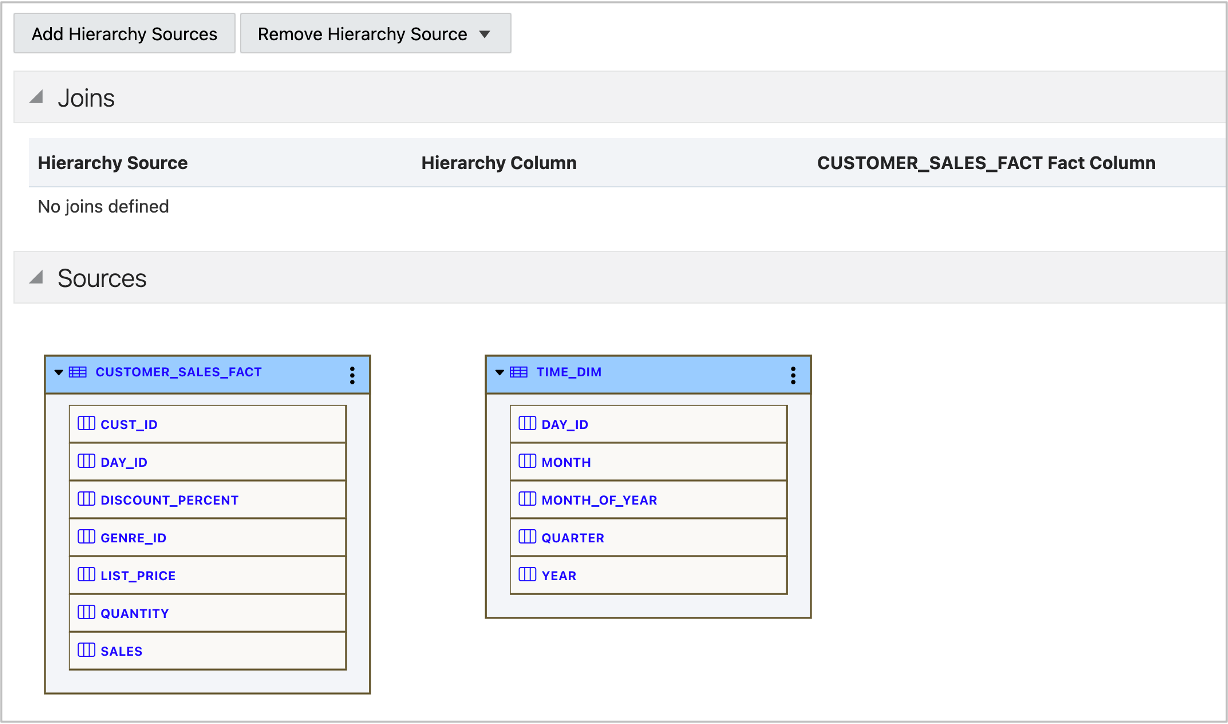 Add Hierarchy Sources Remove Hierarchy Source
Joins
Hierarchy Source Hierarchy Column CUSTOMER_SALES_FACT Fact Column
No joins defined
Sources
CUSTOMER_SALES_FACT
CUST_ID
DAY_ID
DISCOUNT_PERCENT
GENRE_ID
LIST_PRICE
QUANTITY
SALES
TIME_DIM
DAY_ID
MONTH
MONTH_OF_YEAR
QUARTER
YEAR